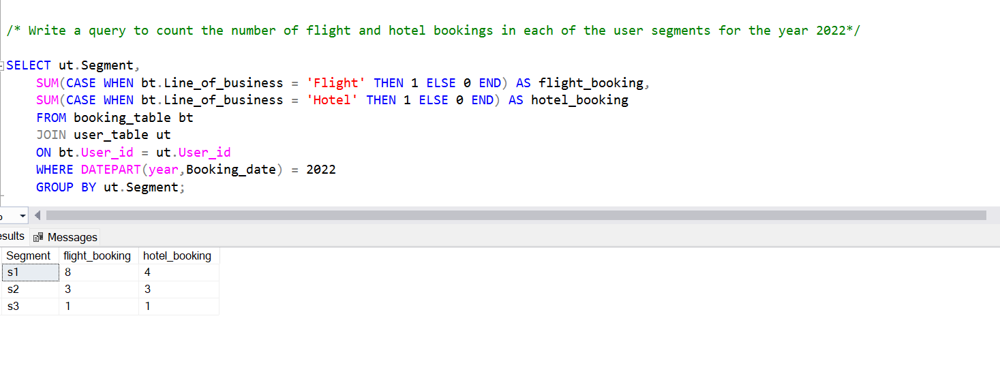 /* Write a query to count the number of flight and hotel bookings in each of the user segments for the year 2022*/
SELECT ut.Segment,
SUM(CASE WHEN bt.Line_of_business = 'Flight' THEN 1 ELSE 0 END) AS flight_booking,
SUM(CASE WHEN bt.Line_of_business = 'Hotel' THEN 1 ELSE 0 END) AS hotel_booking
FROM booking_table bt
JOIN user_table ut
ON bt.User_id = ut.User_id
WHERE DATEPART(year,Booking_date) = 2022
GROUP BY ut.Segment;
esults Messages
Segment flight_booking hotel_booking
s1 8 4
s2 3 3
s3 1 1